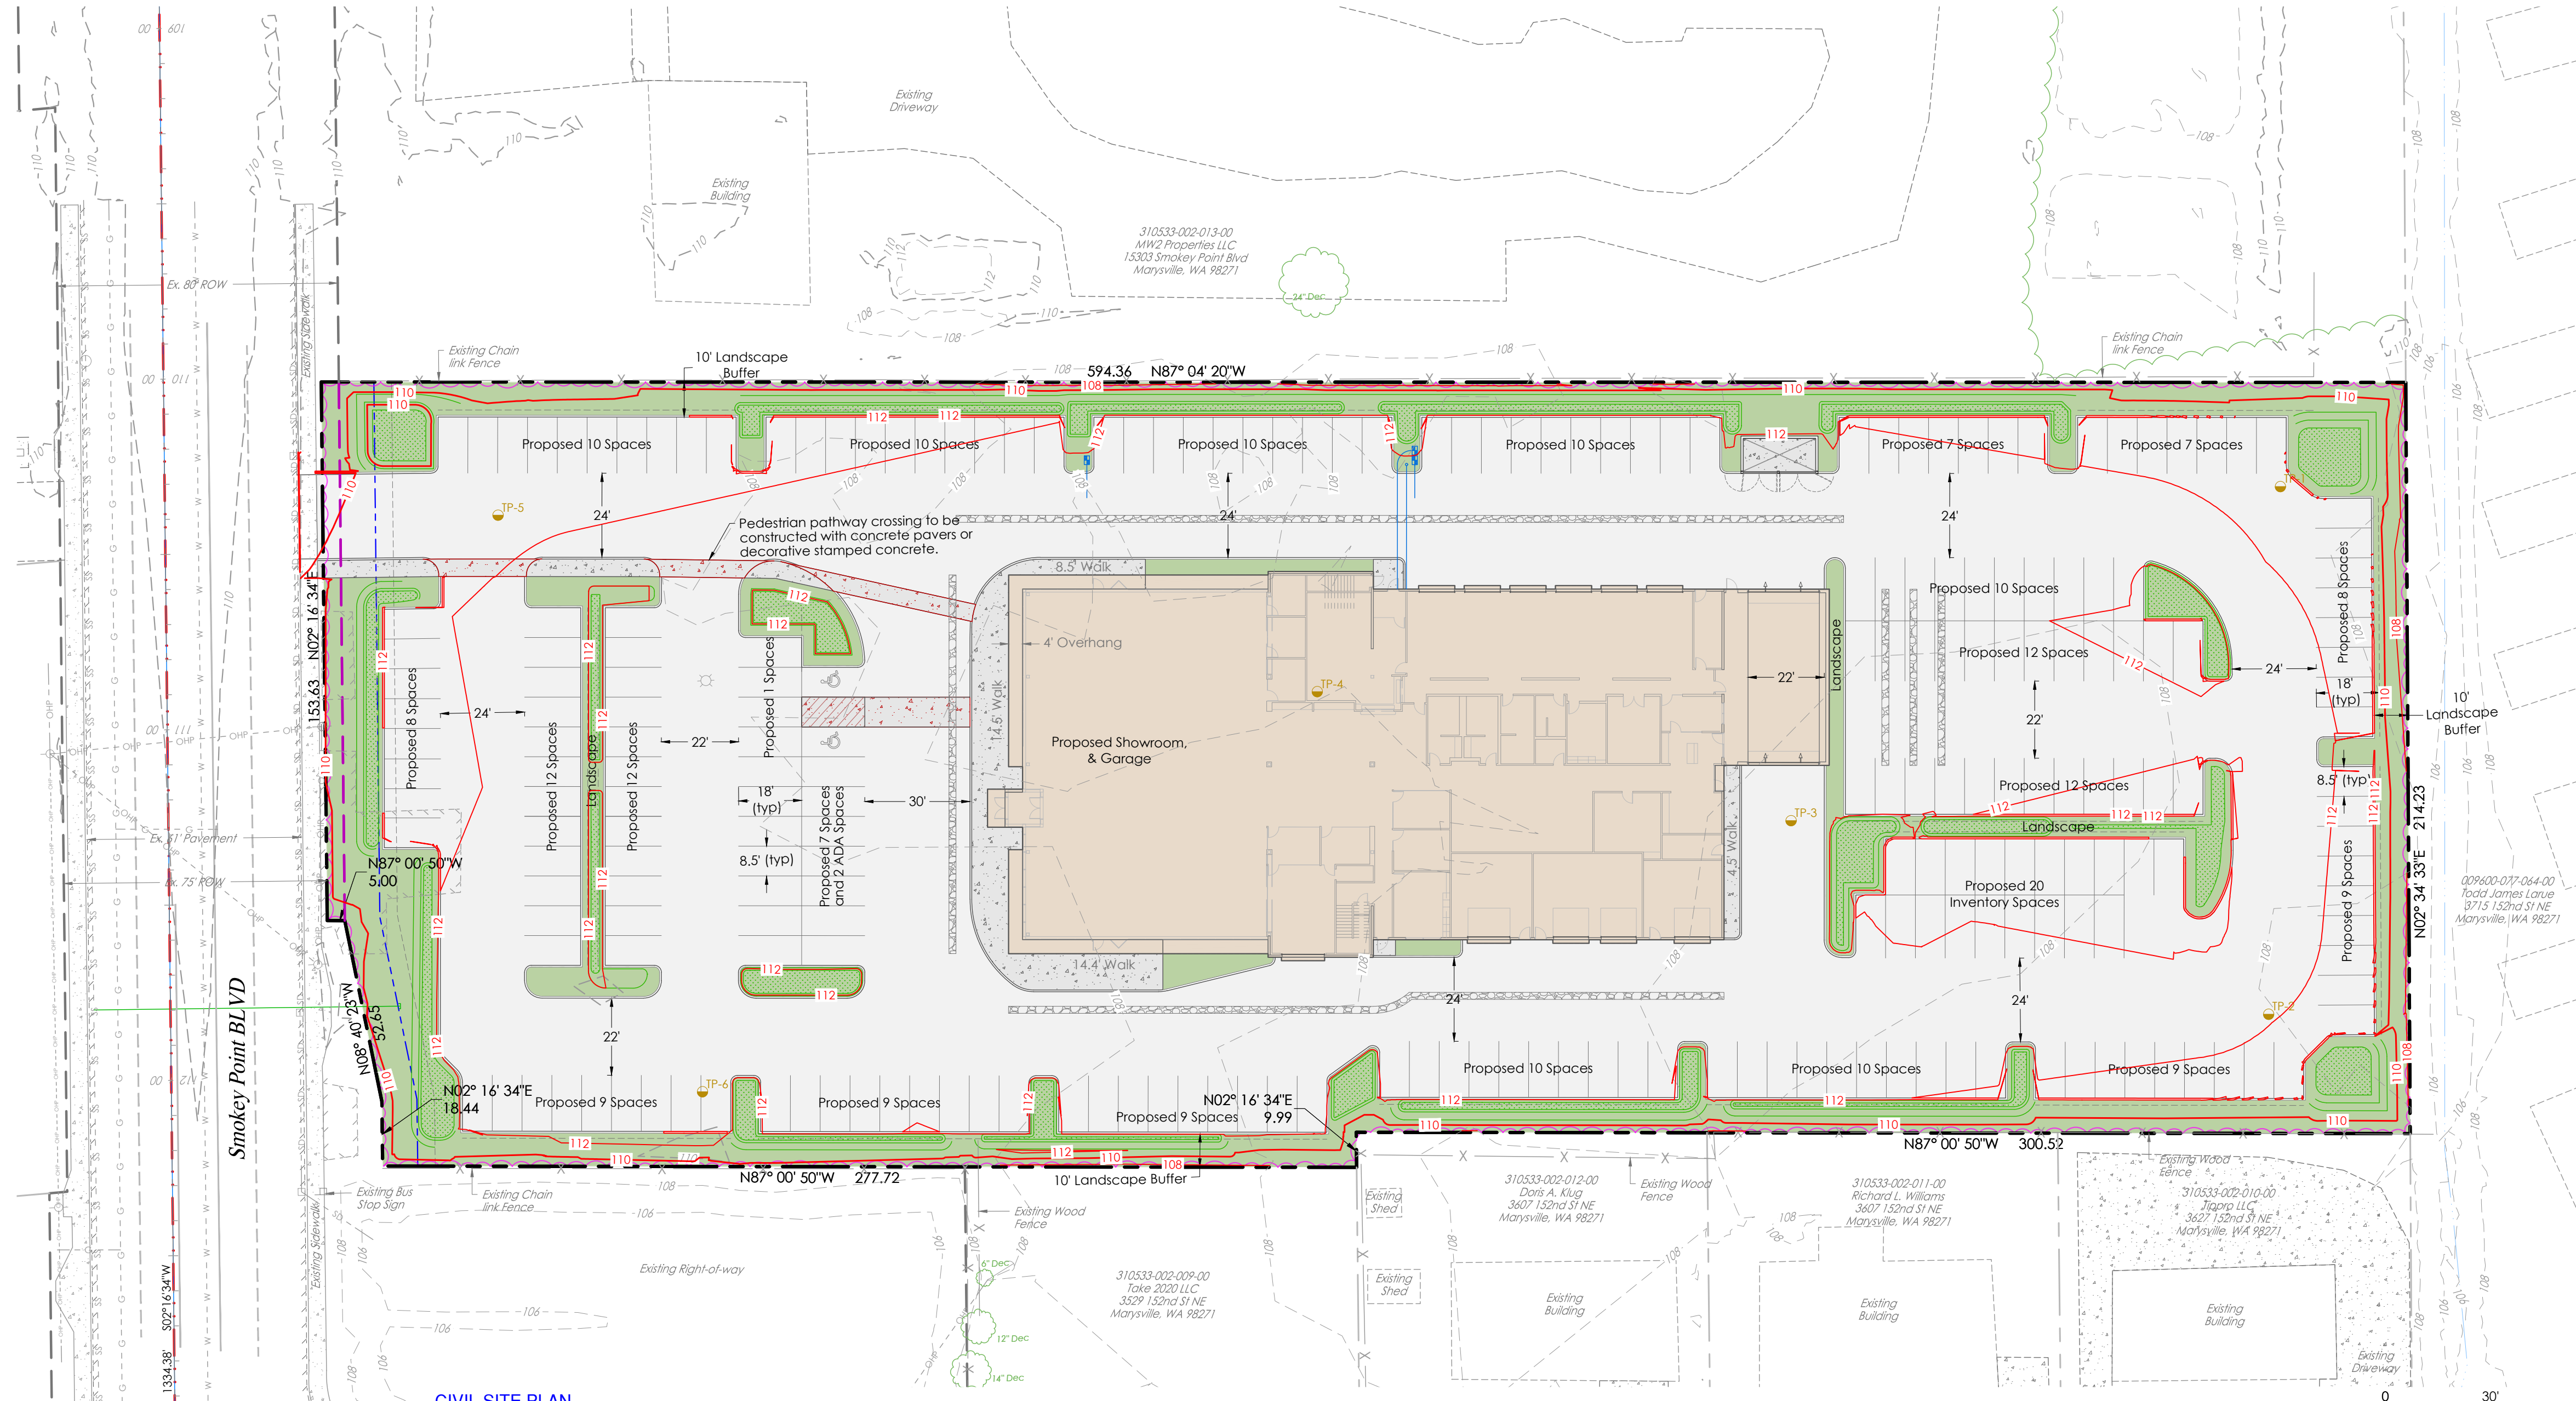 601+00
110
108
Existing
Driveway
Existing
Building
310533-002-013-00
MW2 Properties LLC
15303 Smokey Point Blvd
Marysville, WA 98271
24" Dec
Ex. 80' ROW
Existing Sidewalk
Existing Chain
link Fence
10' Landscape
Buffer
594.36 N87° 04' 20"W
Existing Chain
link Fence
110+00
Proposed 10 Spaces
Proposed 10 Spaces
Proposed 10 Spaces
Proposed 10 Spaces
Proposed 7 Spaces
Proposed 7 Spaces
TP-5
24'
24'
24'
Pedestrian pathway crossing to be
constructed with concrete pavers or
decorative stamped concrete.
8.5' Walk
4' Overhang
14.5' Walk
153.63 N02° 16' 34"E
Proposed 8 Spaces
24'
Proposed 12 Spaces
Landscape
Proposed 12 Spaces
22'
Proposed 1 Spaces
18'
(typ)
8.5' (typ)
Proposed 7 Spaces
and 2 ADA Spaces
30'
TP-4
Proposed Showroom,
& Garage
22'
Landscape
Proposed 10 Spaces
Proposed 12 Spaces
22'
Proposed 12 Spaces
Landscape
Proposed 20
Inventory Spaces
Proposed 8 Spaces
24'
18'
(typ)
10'
Landscape
Buffer
8.5' (typ)
Proposed 9 Spaces
N02° 34' 33"E 214.23
009600-077-064-00
Todd James Larue
3715 152nd St NE
Marysville, WA 98271
111+00
OHP
Ex. 61' Pavement
Ex. 75' ROW
N87° 00' 50"W
5.00
TP-3
4.5' Walk
14.4' Walk
N08° 40' 23"W
52.65
Smokey Point BLVD
112+00
22'
24'
24'
TP-2
N02° 16' 34"E
18.44
TP-6
Proposed 9 Spaces
Proposed 9 Spaces
Proposed 9 Spaces
N02° 16' 34"E
9.99
Proposed 10 Spaces
Proposed 10 Spaces
Proposed 9 Spaces
N87° 00' 50"W 277.72
10' Landscape Buffer
N87° 00' 50"W 300.52
Existing Bus
Stop Sign
Existing Chain
link Fence
Existing Wood
Fence
Existing
Shed
310533-002-012-00
Doris A. Klug
3607 152nd St NE
Marysville, WA 98271
Existing Wood
Fence
310533-002-011-00
Richard L. Williams
3607 152nd St NE
Marysville, WA 98271
Existing Wood
Fence
310533-002-010-00
Jippro LLC
3627 152nd St NE
Marysville, WA 98271
Existing Sidewalk
Existing Right-of-way
6" Dec
12" Dec
14" Dec
310533-002-009-00
Take 2020 LLC
3529 152nd St NE
Marysville, WA 98271
Existing
Shed
Existing
Building
Existing
Building
Existing
Building
Existing
Driveway
1334.38' S02°16'34"W
CIVIL SITE PLAN
0 30'